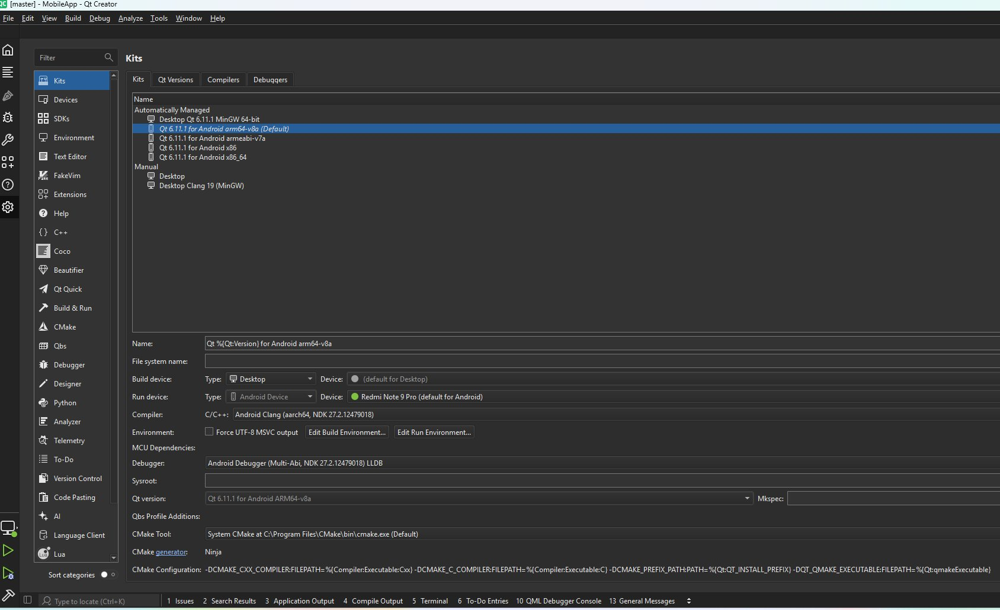 [master] - MobileApp - Qt Creator
File Edit View Build Debug Analyze Tools Window Help
Filter
Kits
Devices
SDKs
Environment
Text Editor
FakeVim
Extensions
Help
C++
Coco
Beautifier
Qt Quick
Build & Run
CMake
Qbs
Debugger
Designer
Python
Analyzer
Telemetry
To-Do
Version Control
Code Pasting
AI
Language Client
Lua
Sort categories
Kits
Kits Qt Versions Compilers Debuggers
Name
Automatically Managed
Desktop Qt 6.11.1 MinGW 64-bit
Qt 6.11.1 for Android arm64-v8a (Default)
Qt 6.11.1 for Android armeabi-v7a
Qt 6.11.1 for Android x86
Qt 6.11.1 for Android x86_64
Manual
Desktop
Desktop Clang 19 (MinGW)
Name: Qt %{Qt:Version} for Android arm64-v8a
File system name:
Build device: Type: Desktop Device: (default for Desktop)
Run device: Type: Android Device Device: Redmi Note 9 Pro (default for Android)
Compiler: C/C++: Android Clang (aarch64, NDK 27.2.12479018)
Environment: Force UTF-8 MSVC output Edit Build Environment... Edit Run Environment...
MCU Dependencies:
Debugger: Android Debugger (Multi-Abi, NDK 27.2.12479018) LLDB
Sysroot:
Qt version: Qt 6.11.1 for Android ARM64-v8a Mkspec:
Qbs Profile Additions:
CMake Tool: System CMake at C:\Program Files\CMake\bin\cmake.exe (Default)
CMake generator: Ninja
CMake Configuration: -DCMAKE_CXX_COMPILER:FILEPATH=%{Compiler:Executable:Cxx} -DCMAKE_C_COMPILER:FILEPATH=%{Compiler:Executable:C} -DCMAKE_PREFIX_PATH:PATH=%{Qt:QT_INSTALL_PREFIX} -DQT_QMAKE_EXECUTABLE:FILEPATH=%{Qt:qmakeExecutable}
Type to locate (Ctrl+K) 1 Issues 2 Search Results 3 Application Output 4 Compile Output 5 Terminal 6 To-Do Entries 10 QML Debugger Console 13 General Messages